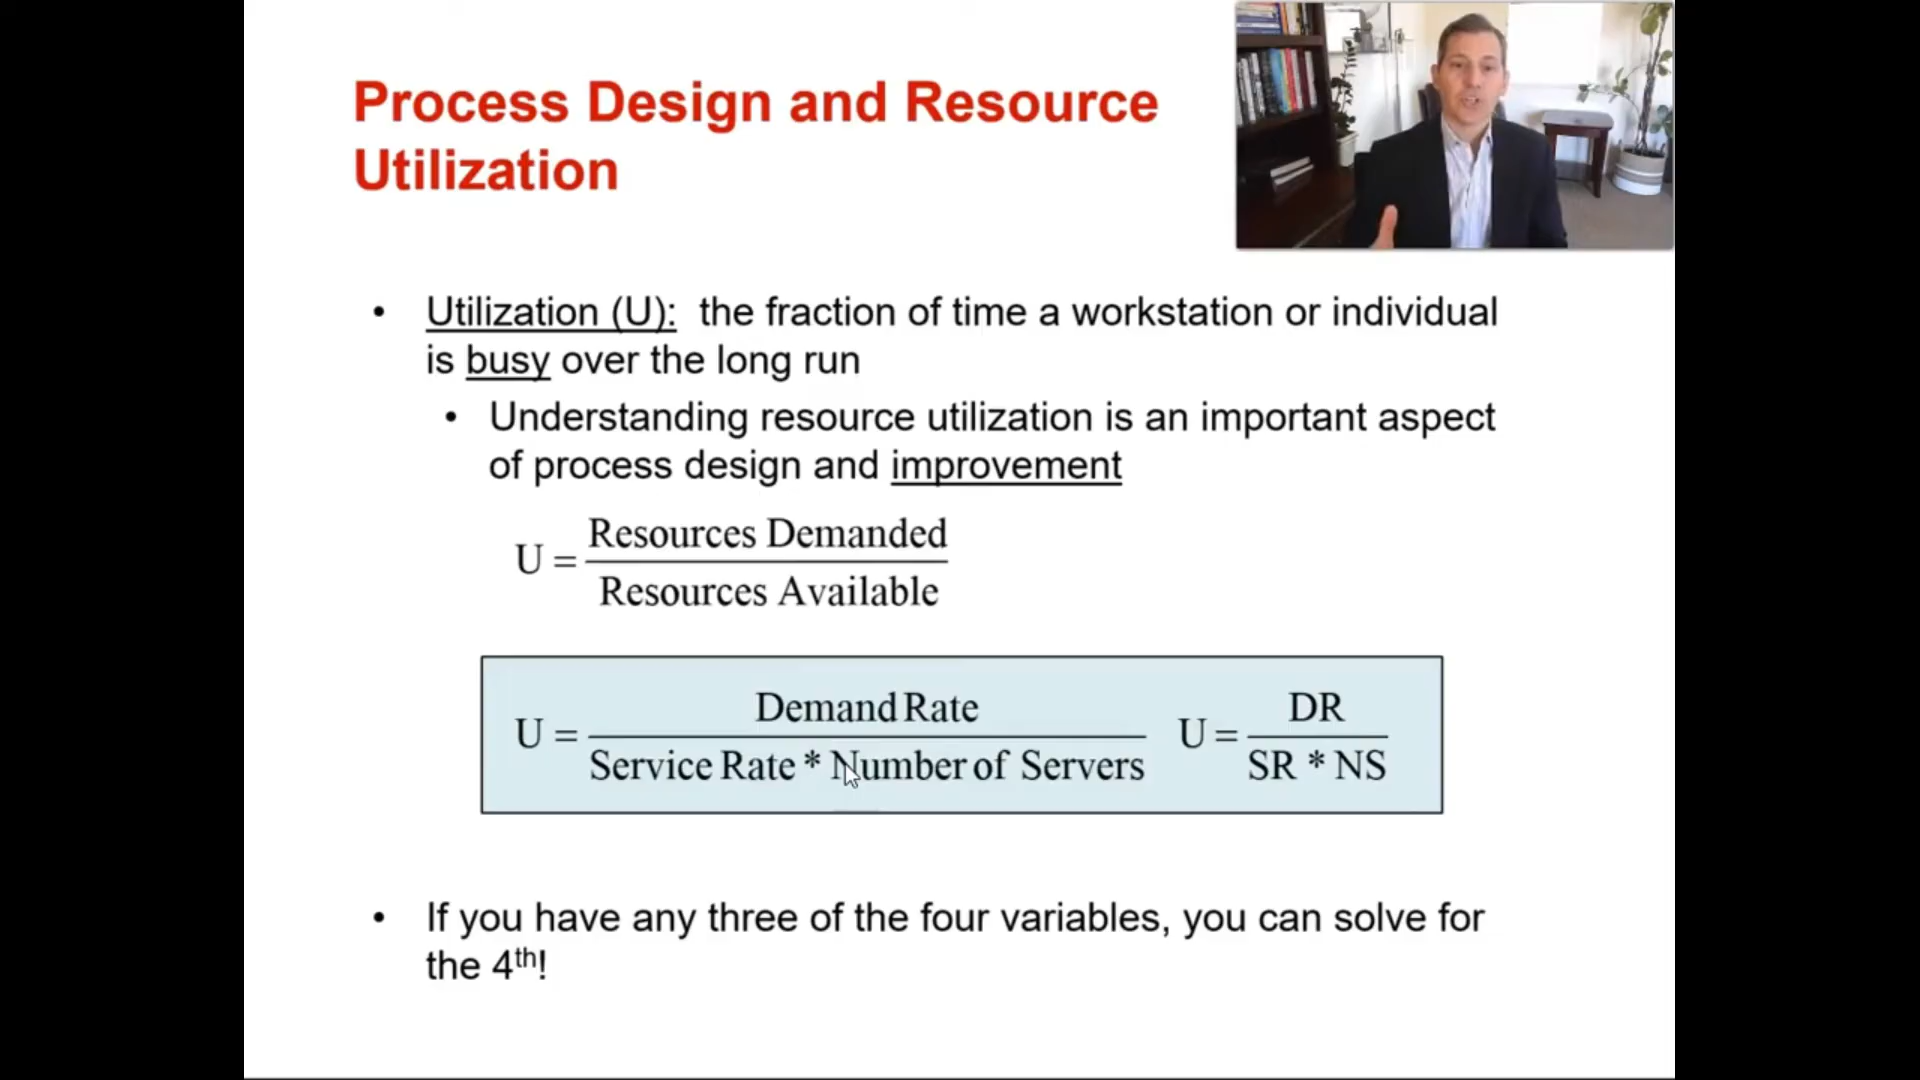 Process Design and Resource
Utilization
• Utilization (U): the fraction of time a workstation or individual
is busy over the long run
• Understanding resource utilization is an important aspect
of process design and improvement
U = Resources Demanded
Resources Available
U = Demand Rate
Service Rate * Number of Servers
U = DR
SR * NS
• If you have any three of the four variables, you can solve for
the 4th!